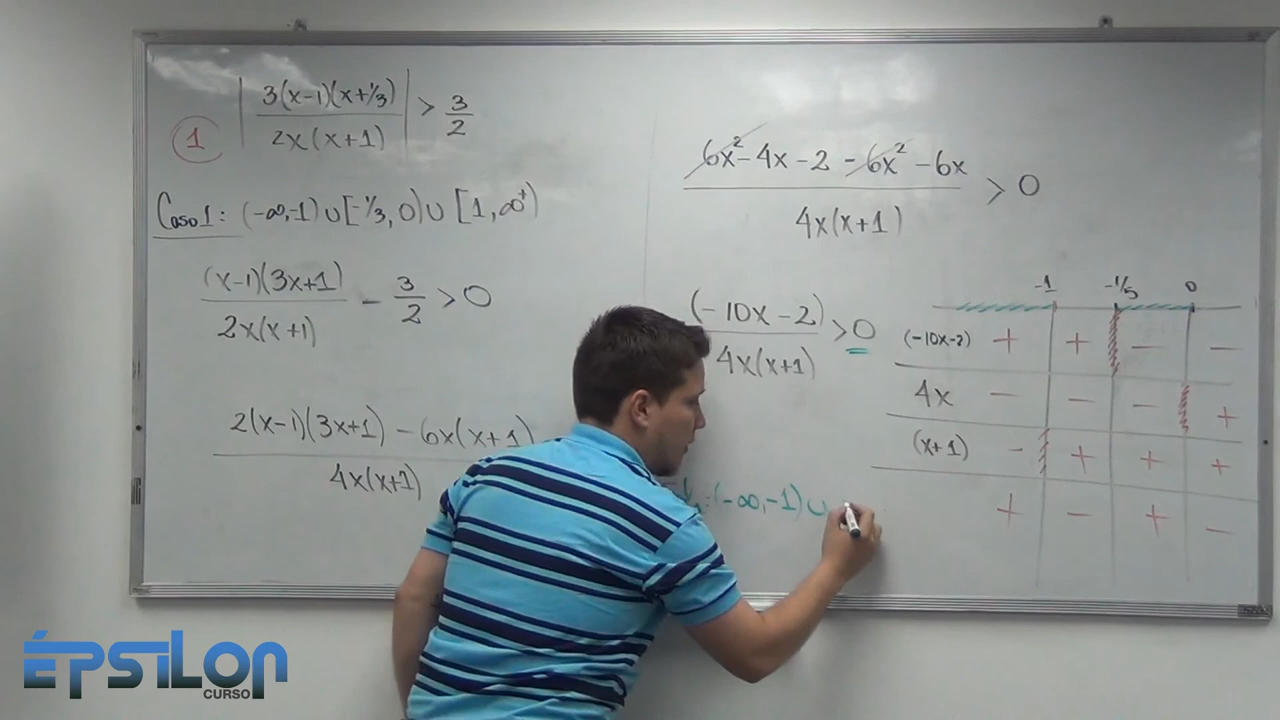 1
|3(x-1)(x+1/3) / 2x(x+1)| > 3/2
Caso 1: (-∞,-1) ∪ [-1/3, 0) ∪ [1, ∞⁺)
(x-1)(3x+1) / 2x(x+1) - 3/2 > 0
2(x-1)(3x+1) - 6x(x+1)
4x(x+1)
6x² - 4x - 2 - 6x² - 6x / 4x(x+1) > 0
(-10x-2) / 4x(x+1) > 0
: (-∞,-1) ∪
-1 -1/5 0
(-10x-2) + + - -
4x - - - +
(x+1) - + + +
+ - + -
ÉPSILON
CURSO